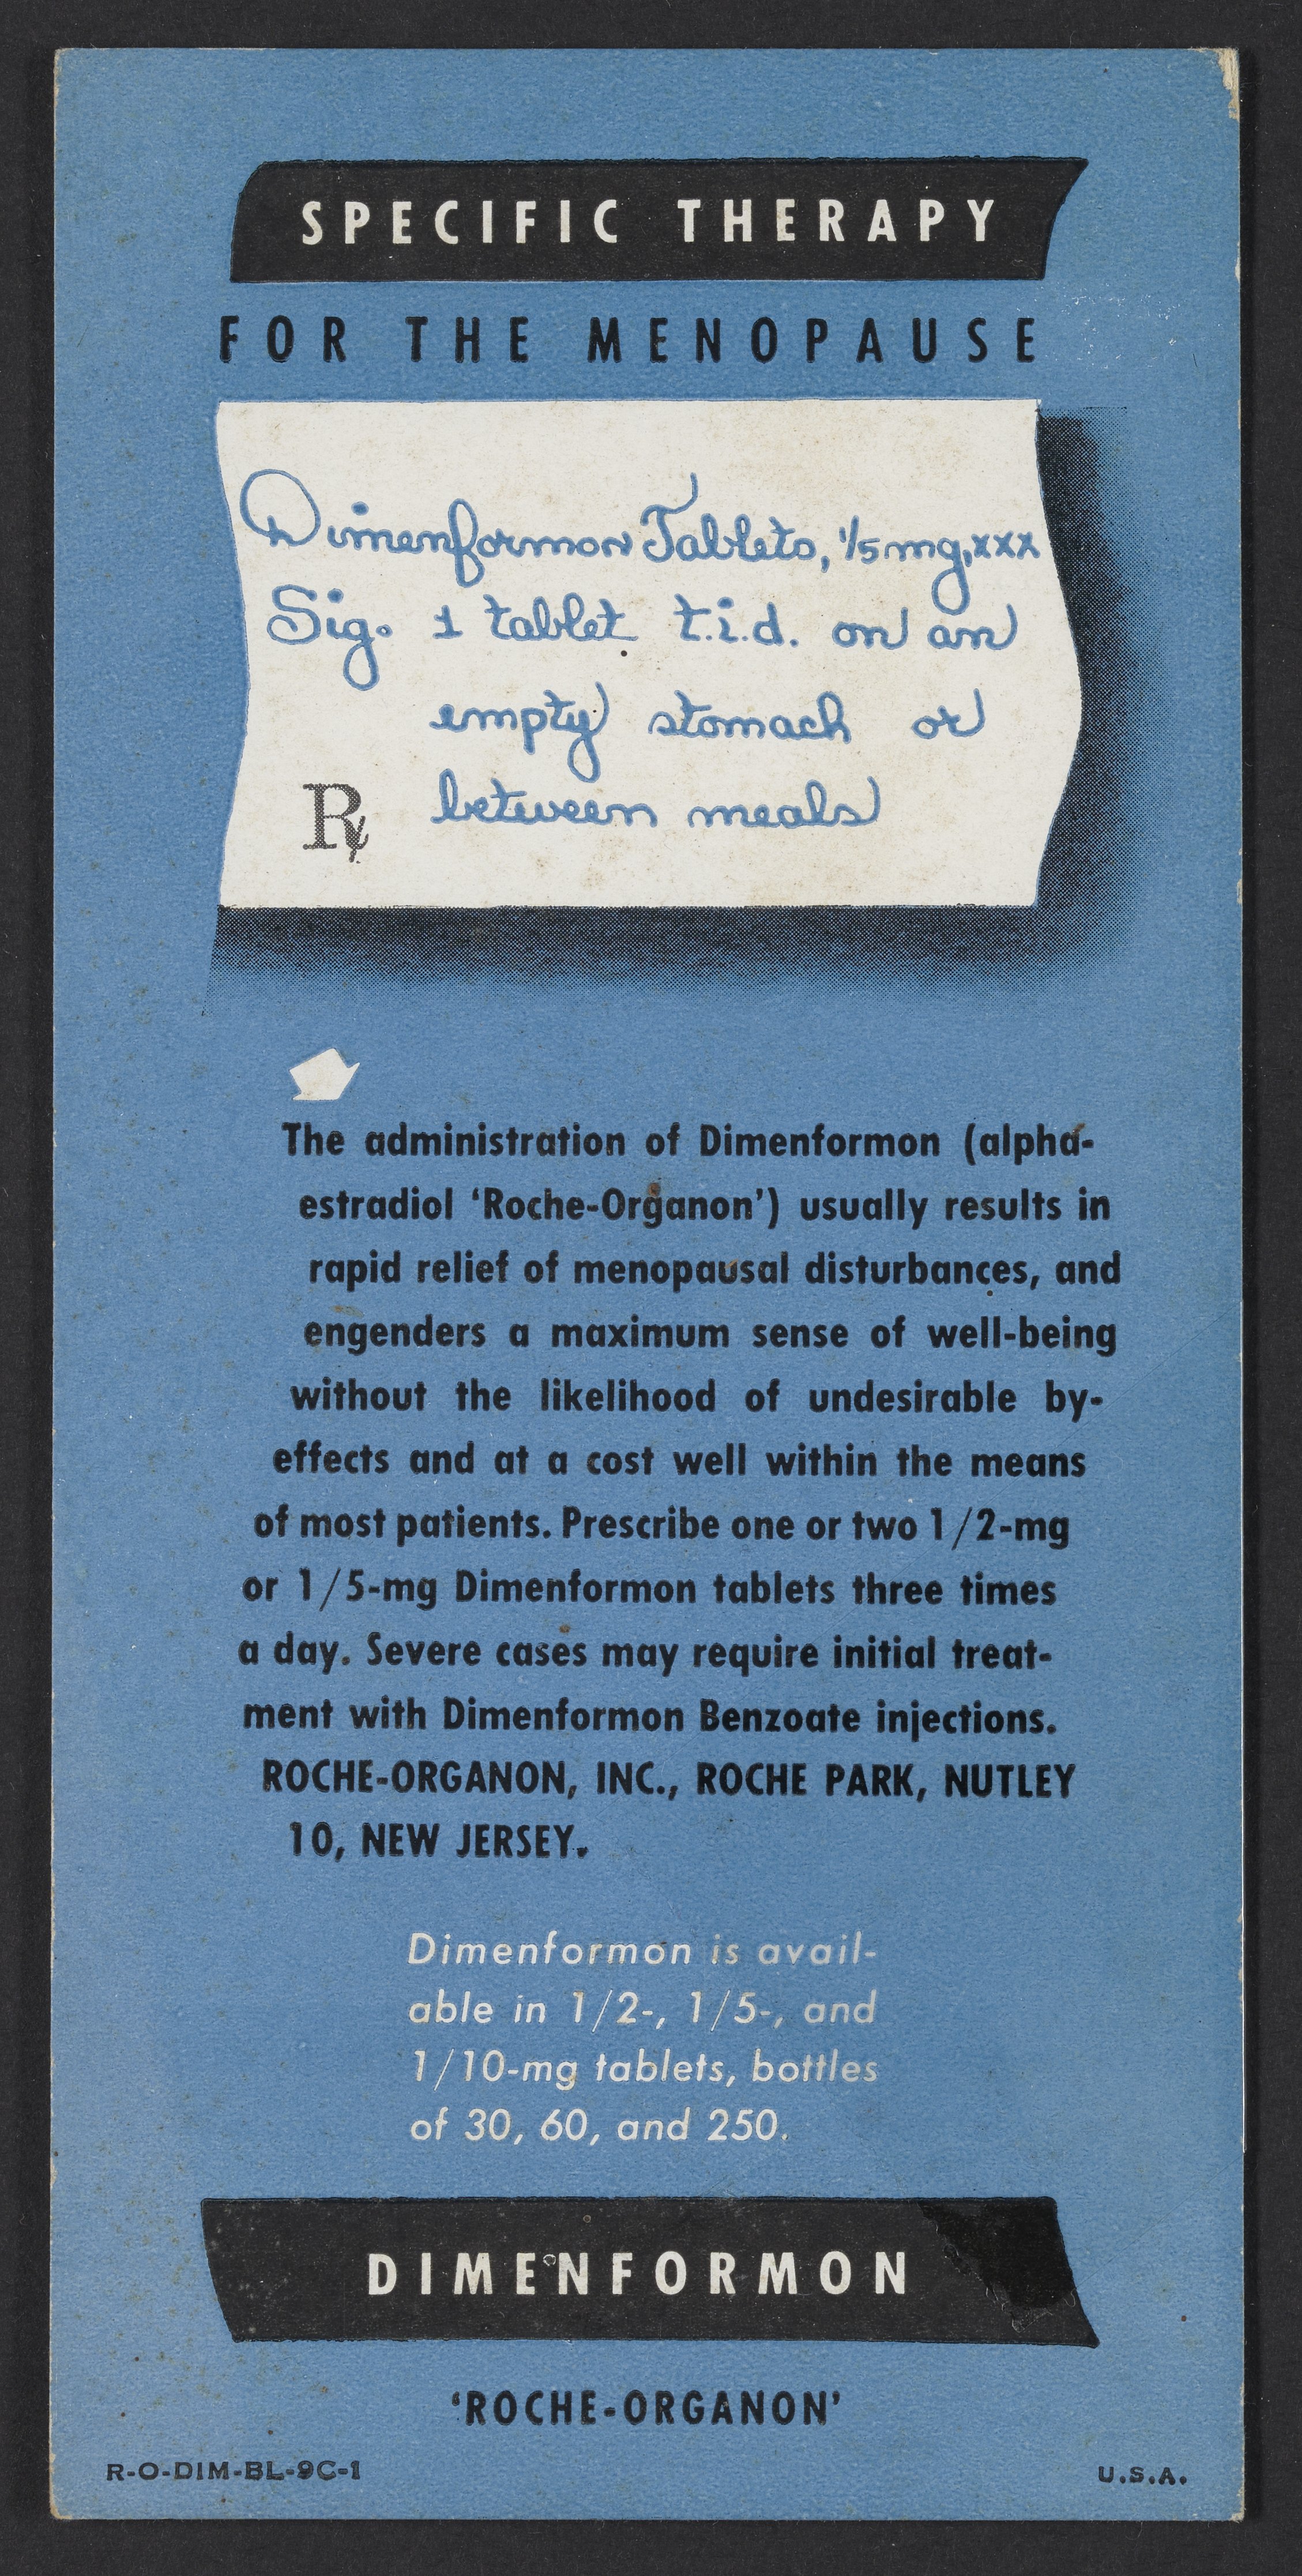 SPECIFIC THERAPY
FOR THE MENOPAUSE
Dimenformon Tablets, 1/5 mg, xxx
Sig. 1 tablet t.i.d. on an
empty stomach or
between meals
℞
The administration of Dimenformon (alpha-
estradiol ‘Roche-Organon’) usually results in
rapid relief of menopausal disturbances, and
engenders a maximum sense of well-being
without the likelihood of undesirable by-
effects and at a cost well within the means
of most patients. Prescribe one or two 1/2-mg
or 1/5-mg Dimenformon tablets three times
a day. Severe cases may require initial treat-
ment with Dimenformon Benzoate injections.
ROCHE-ORGANON, INC., ROCHE PARK, NUTLEY
10, NEW JERSEY.
Dimenformon is avail-
able in 1/2-, 1/5-, and
1/10-mg tablets, bottles
of 30, 60, and 250.
DIMENFORMON
‘ROCHE-ORGANON’
R-O-DIM-BL-9C-1
U.S.A.